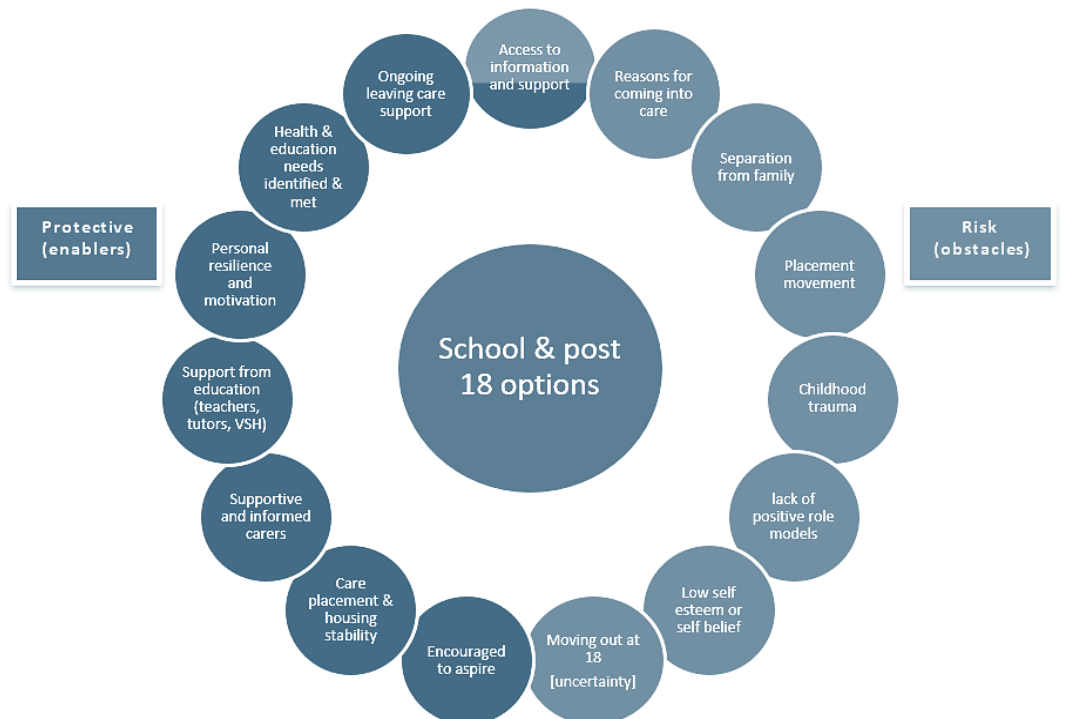 Access to
information
and support
Reasons for
coming into
care
Separation
from family
Placement
movement
Childhood
trauma
lack of
positive role
models
Low self
esteem or
self belief
Moving out at
18
[uncertainty]
Encouraged
to aspire
Care
placement &
housing
stability
Supportive
and informed
carers
Support from
education
(teachers,
tutors, VSH)
Personal
resilience
and
motivation
Health &
education
needs
identified &
met
Ongoing
leaving care
support
Protective
(enablers)
Risk
(obstacles)
School & post
18 options